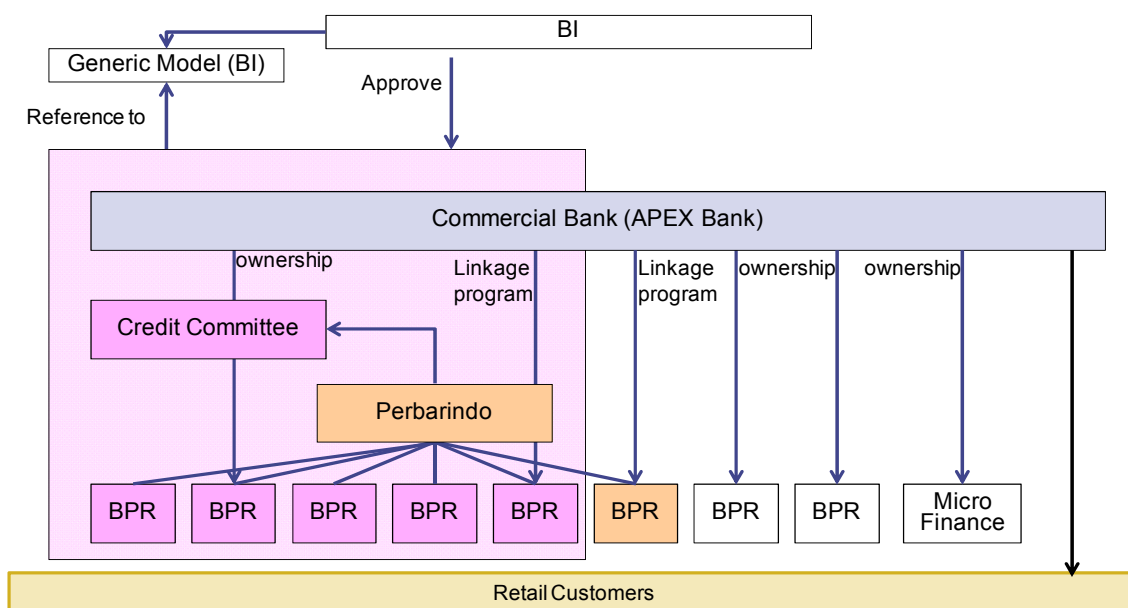 BI
Generic Model (BI)
Approve
Reference to
Commercial Bank (APEX Bank)
ownership
Linkage
program
Linkage
program
ownership
ownership
Credit Committee
Perbarindo
BPR
BPR
BPR
BPR
BPR
BPR
BPR
BPR
Micro
Finance
Retail Customers